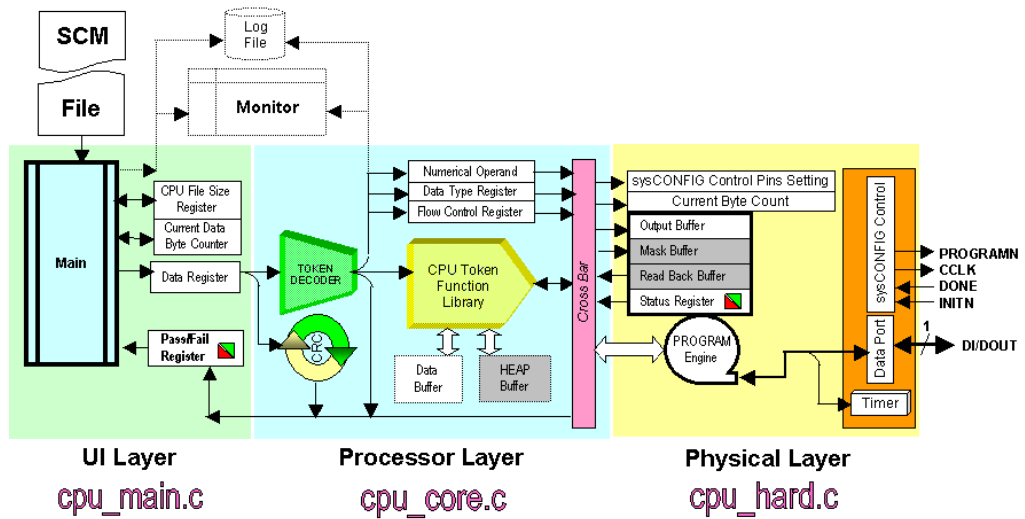 SCM
File
Log
File
Monitor
Main
CPU File Size
Register
Current Data
Byte Counter
Data Register
Pass/Fail
Register
TOKEN
DECODER
CRC
Numerical Operand
Data Type Register
Flow Control Register
CPU Token
Function
Library
Data
Buffer
HEAP
Buffer
Cross Bar
sysCONFIG Control Pins Setting
Current Byte Count
Output Buffer
Mask Buffer
Read Back Buffer
Status Register
PROGRAM
Engine
sysCONFIG Control
Data Port
Timer
PROGRAMN
CCLK
DONE
INITN
1
DI/DOUT
UI Layer
Processor Layer
Physical Layer
cpu_main.c
cpu_core.c
cpu_hard.c